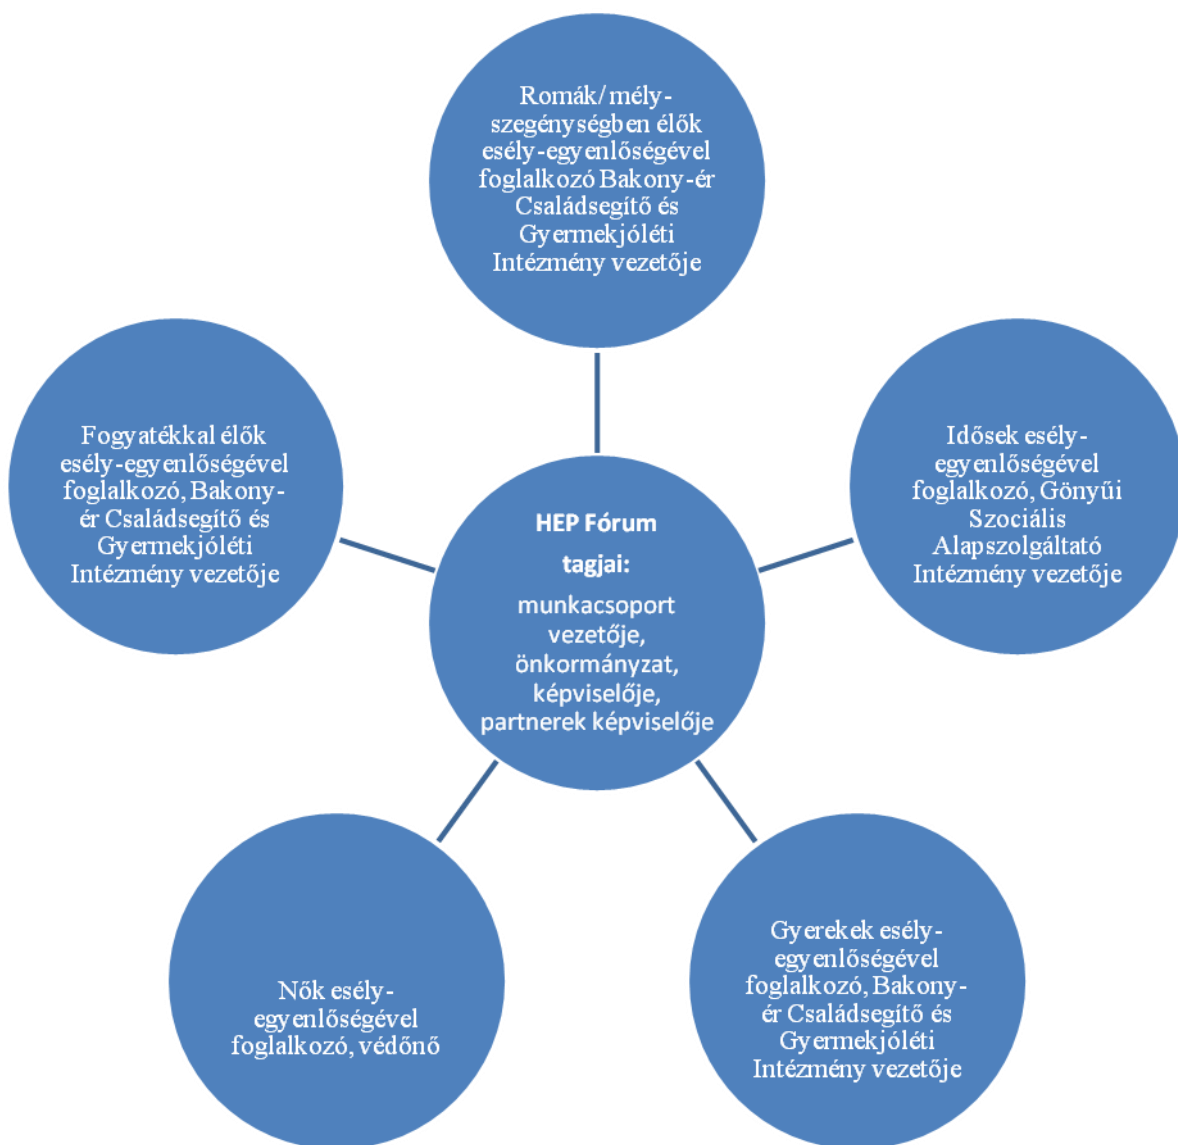 Romák/ mély-
szegénységben élők
esély-egyenlőségével
foglalkozó Bakony-ér
Családsegítő és
Gyermekjóléti
Intézmény vezetője
Fogyatékkal élők
esély-egyenlőségével
foglalkozó, Bakony-
ér Családsegítő és
Gyermekjóléti
Intézmény vezetője
Idősek esély-
egyenlőségével
foglalkozó, Gönyűi
Szociális
Alapszolgáltató
Intézmény vezetője
HEP Fórum
tagjai:
munkacsoport
vezetője,
önkormányzat,
képviselője,
partnerek képviselője
Nők esély-
egyenlőségével
foglalkozó, védőnő
Gyerekek esély-
egyenlőségével
foglalkozó, Bakony-
ér Családsegítő és
Gyermekjóléti
Intézmény vezetője